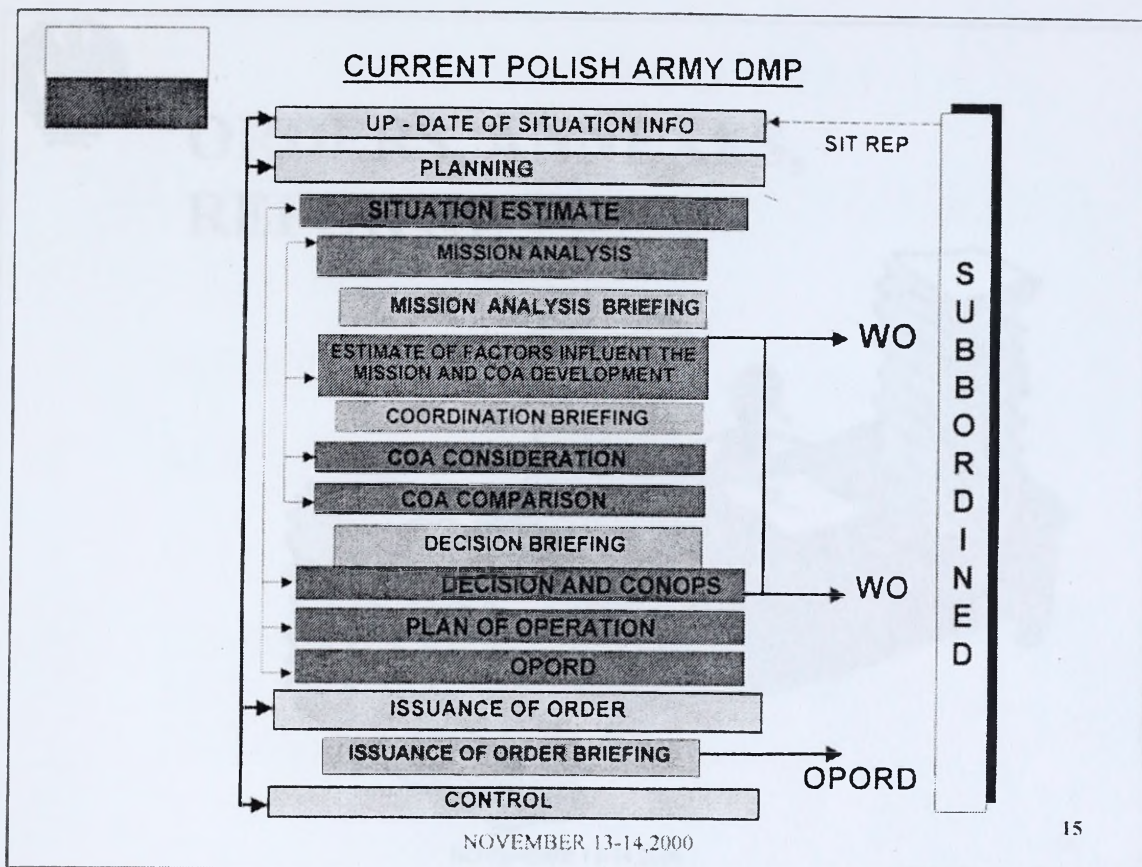 CURRENT POLISH ARMY DMP
UP - DATE OF SITUATION INFO
SIT REP
PLANNING
SITUATION ESTIMATE
MISSION ANALYSIS
MISSION ANALYSIS BRIEFING
WO
ESTIMATE OF FACTORS INFLUENT THE
MISSION AND COA DEVELOPMENT
COORDINATION BRIEFING
COA CONSIDERATION
COA COMPARISON
DECISION BRIEFING
DECISION AND CONOPS
WO
PLAN OF OPERATION
OPORD
ISSUANCE OF ORDER
ISSUANCE OF ORDER BRIEFING
OPORD
CONTROL
SUBBORDINED
NOVEMBER 13-14,2000
15